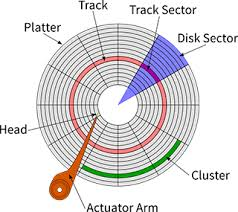 Track
Track Sector
Platter
Disk Sector
Head
Cluster
Actuator Arm